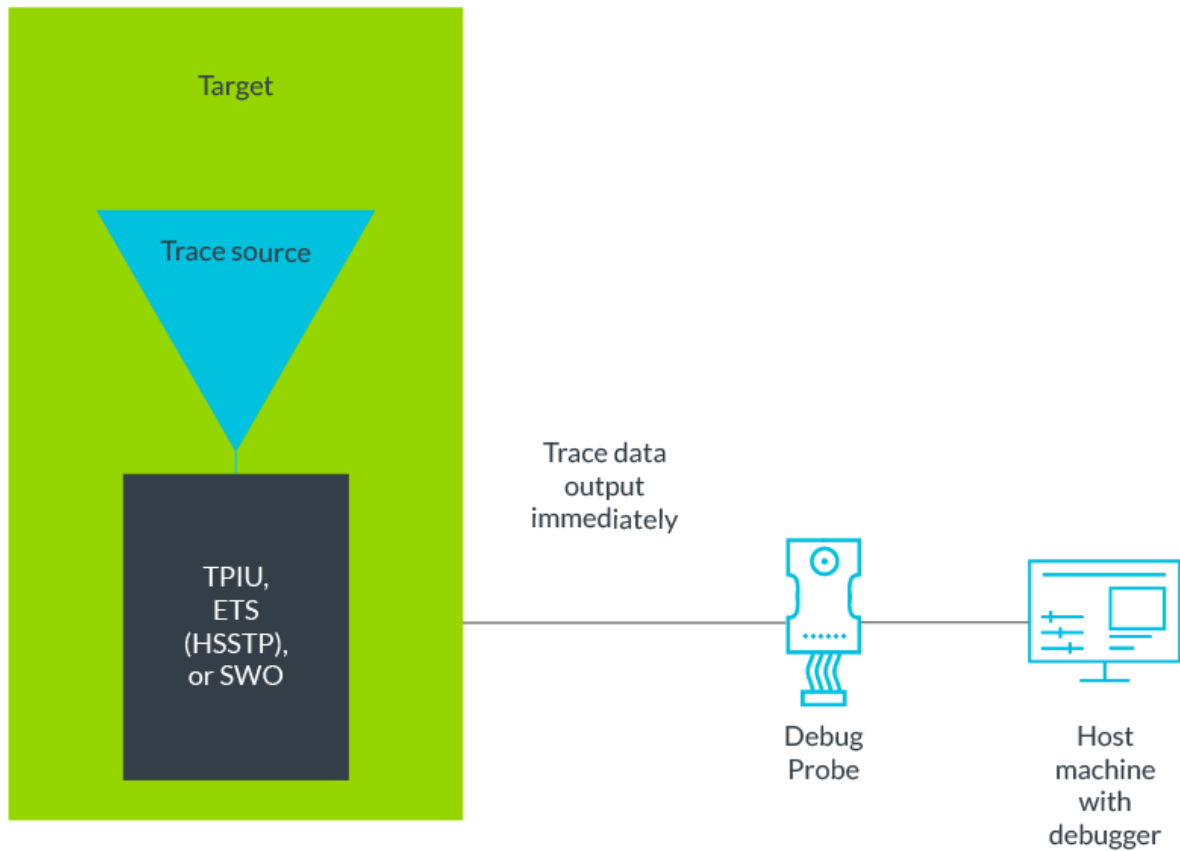 Target
Trace source
TPIU,
ETS
(HSSTP),
or SWO
Trace data
output
immediately
Debug
Probe
Host
machine
with
debugger